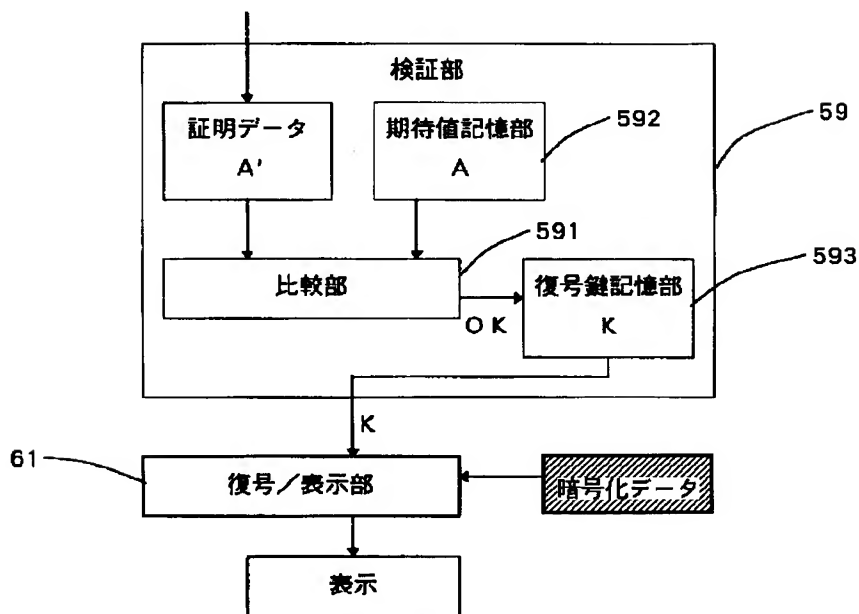 検証部
59
証明データ
A'
期待値記憶部
A
592
591
比較部
OK
復号鍵記憶部
K
593
K
61
復号／表示部
暗号化データ
表示